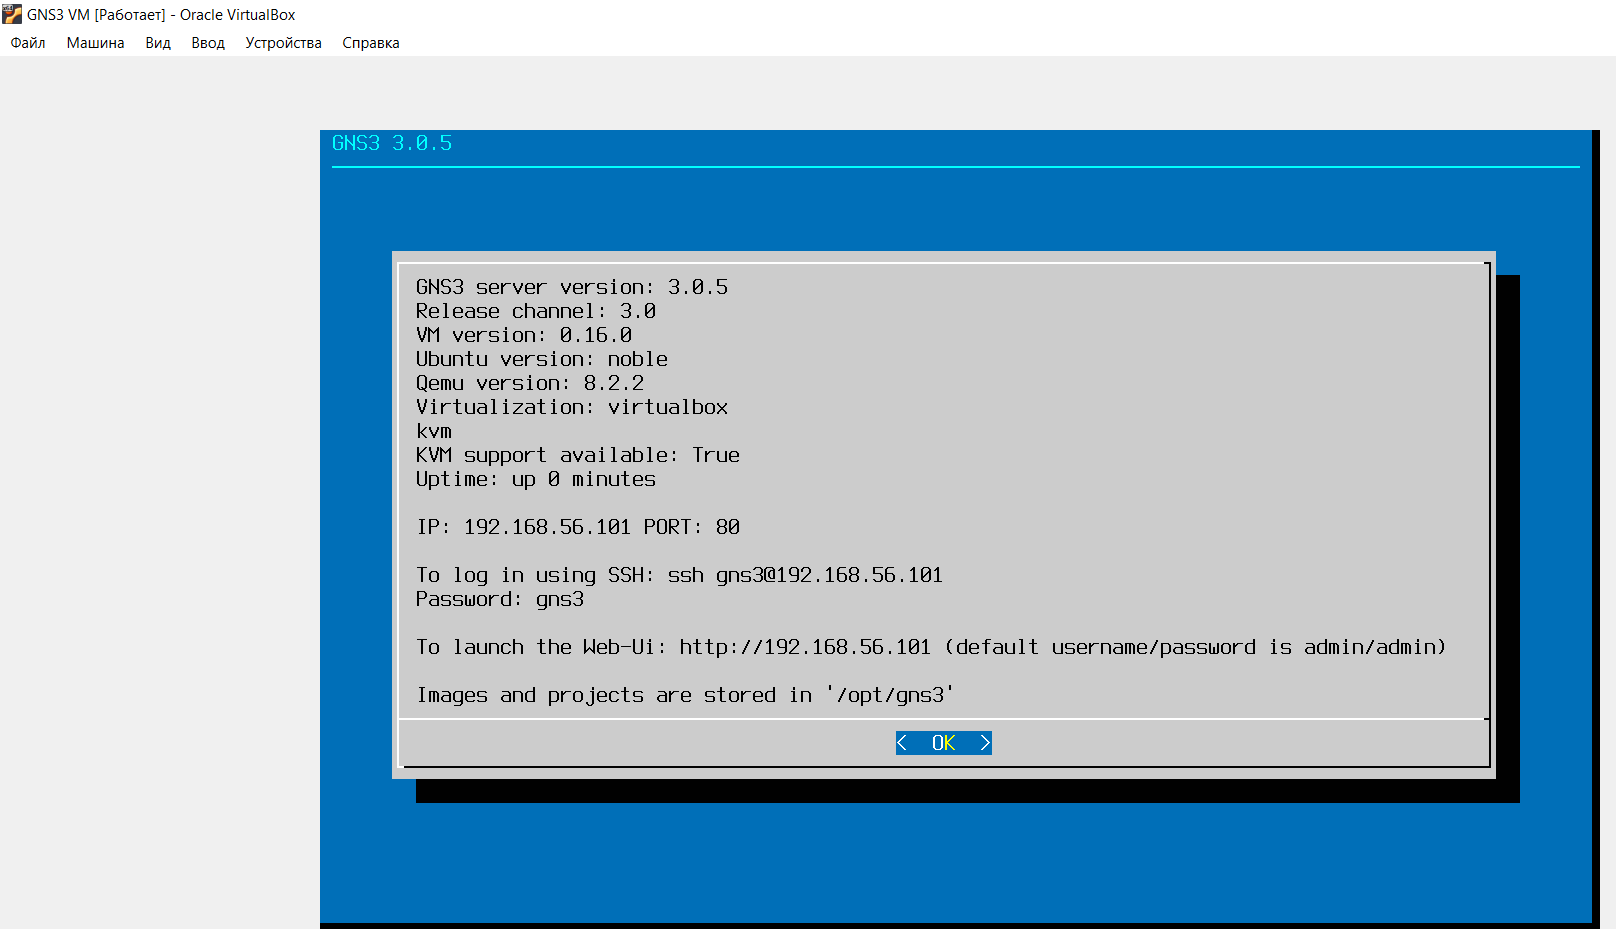 GNS3 VM [Работает] - Oracle VirtualBox
Файл Машина Вид Ввод Устройства Справка
GNS3 3.0.5
GNS3 server version: 3.0.5
Release channel: 3.0
VM version: 0.16.0
Ubuntu version: noble
Qemu version: 8.2.2
Virtualization: virtualbox
kvm
KVM support available: True
Uptime: up 0 minutes
IP: 192.168.56.101 PORT: 80
To log in using SSH: ssh gns3@192.168.56.101
Password: gns3
To launch the Web-Ui: http://192.168.56.101 (default username/password is admin/admin)
Images and projects are stored in '/opt/gns3'
< OK >